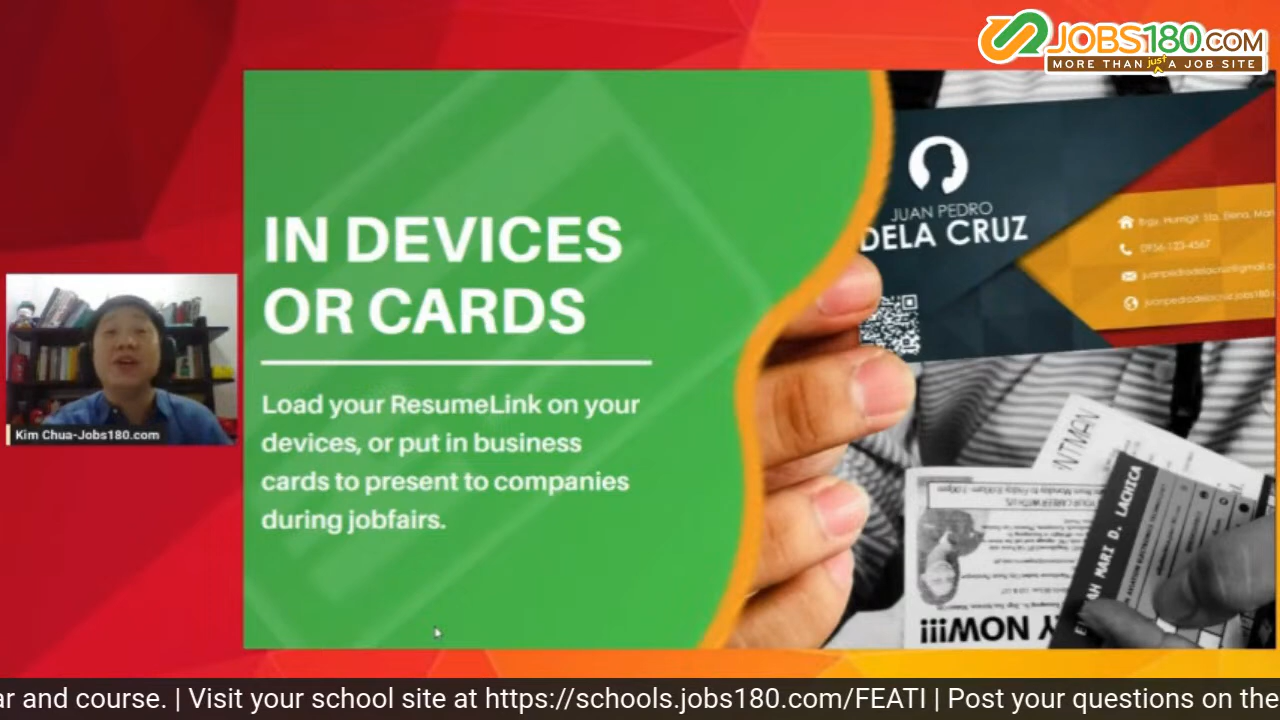 JOBS180.COM
MORE THAN just A JOB SITE
IN DEVICES
OR CARDS
Load your ResumeLink on your
devices, or put in business
cards to present to companies
during jobfairs.
JUAN PEDRO
DELA CRUZ
0956-123-4567
Kim Chua-Jobs180.com
MARI D. LACHICA
ar and course. | Visit your school site at https://schools.jobs180.com/FEATI | Post your questions on the